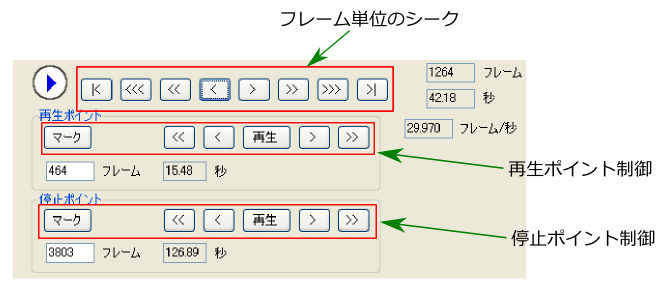 フレーム単位のシーク
|< <<< << < > >> >>> >|
1264 フレーム
42.18 秒
29.970 フレーム/秒
再生ポイント
マーク << < 再生 > >>
464 フレーム 15.48 秒
再生ポイント制御
停止ポイント
マーク << < 再生 > >>
3803 フレーム 126.89 秒
停止ポイント制御